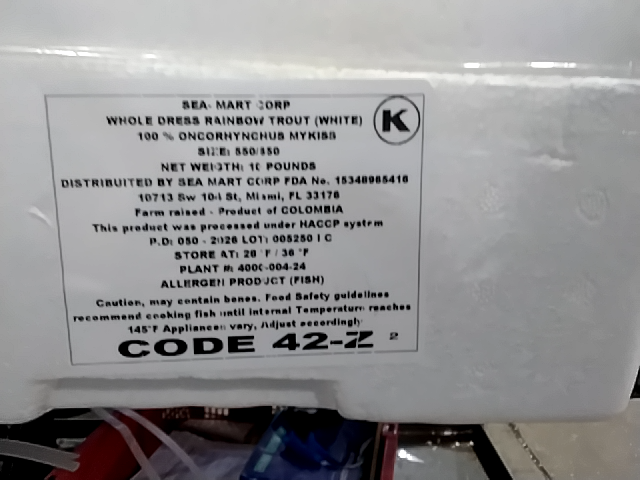 SEA- MART CORP
WHOLE DRESS RAINBOW TROUT (WHITE)
K
100 % ONCORHYNCHUS MYKISS
SIZE: 550/850
NET WEIGTH: 10 POUNDS
DISTRIBUITED BY SEA MART CORP FDA No. 15348985416
10713 Sw 104 St, Miami, FL 33176
Farm raised - Product of COLOMBIA
This product was processed under HACCP system
P.D: 050 - 2026 LOT: 005250 I C
STORE AT: 28 °F / 36 °F
PLANT #: 4000-004-24
ALLERGEN PRODUCT (FISH)
Caution, may contain bones. Food Safety guidelines
recommend cooking fish until internal Temperature reaches
145°F Appliances vary, Adjust accordingly
CODE 42-Z 2